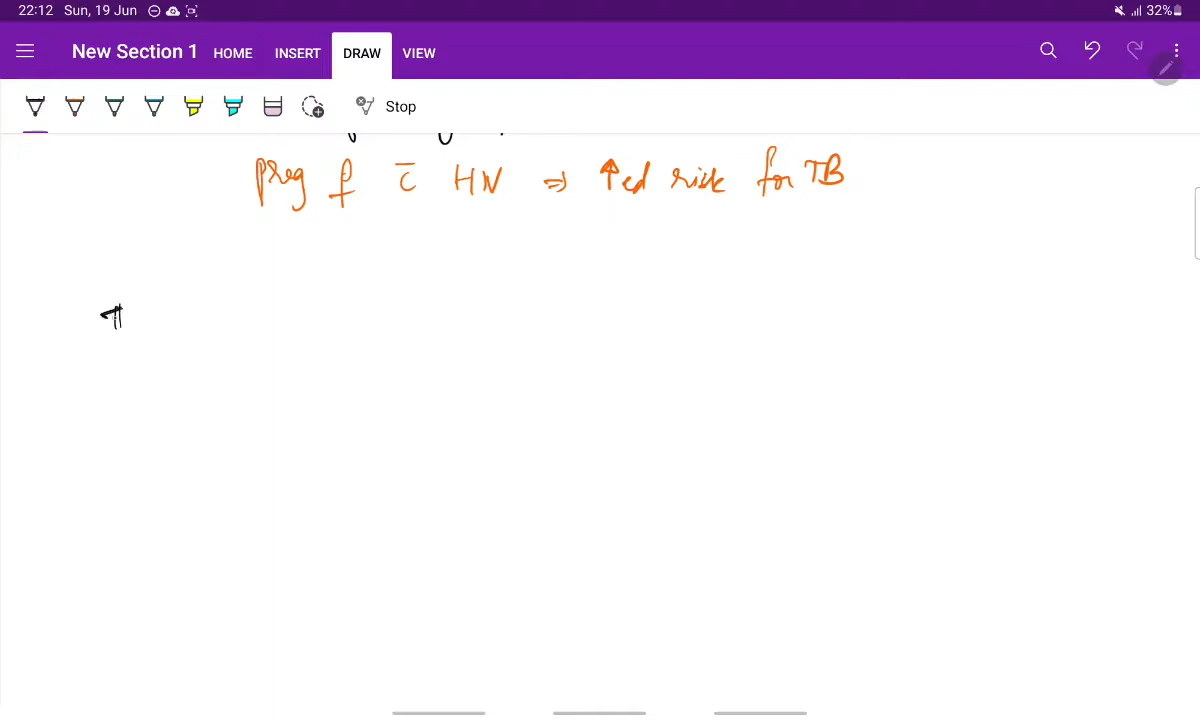 22:12 Sun, 19 Jun 32%
New Section 1 HOME INSERT DRAW VIEW
Stop
preg f c̄ HIV ⇒ ↑ed risk for TB